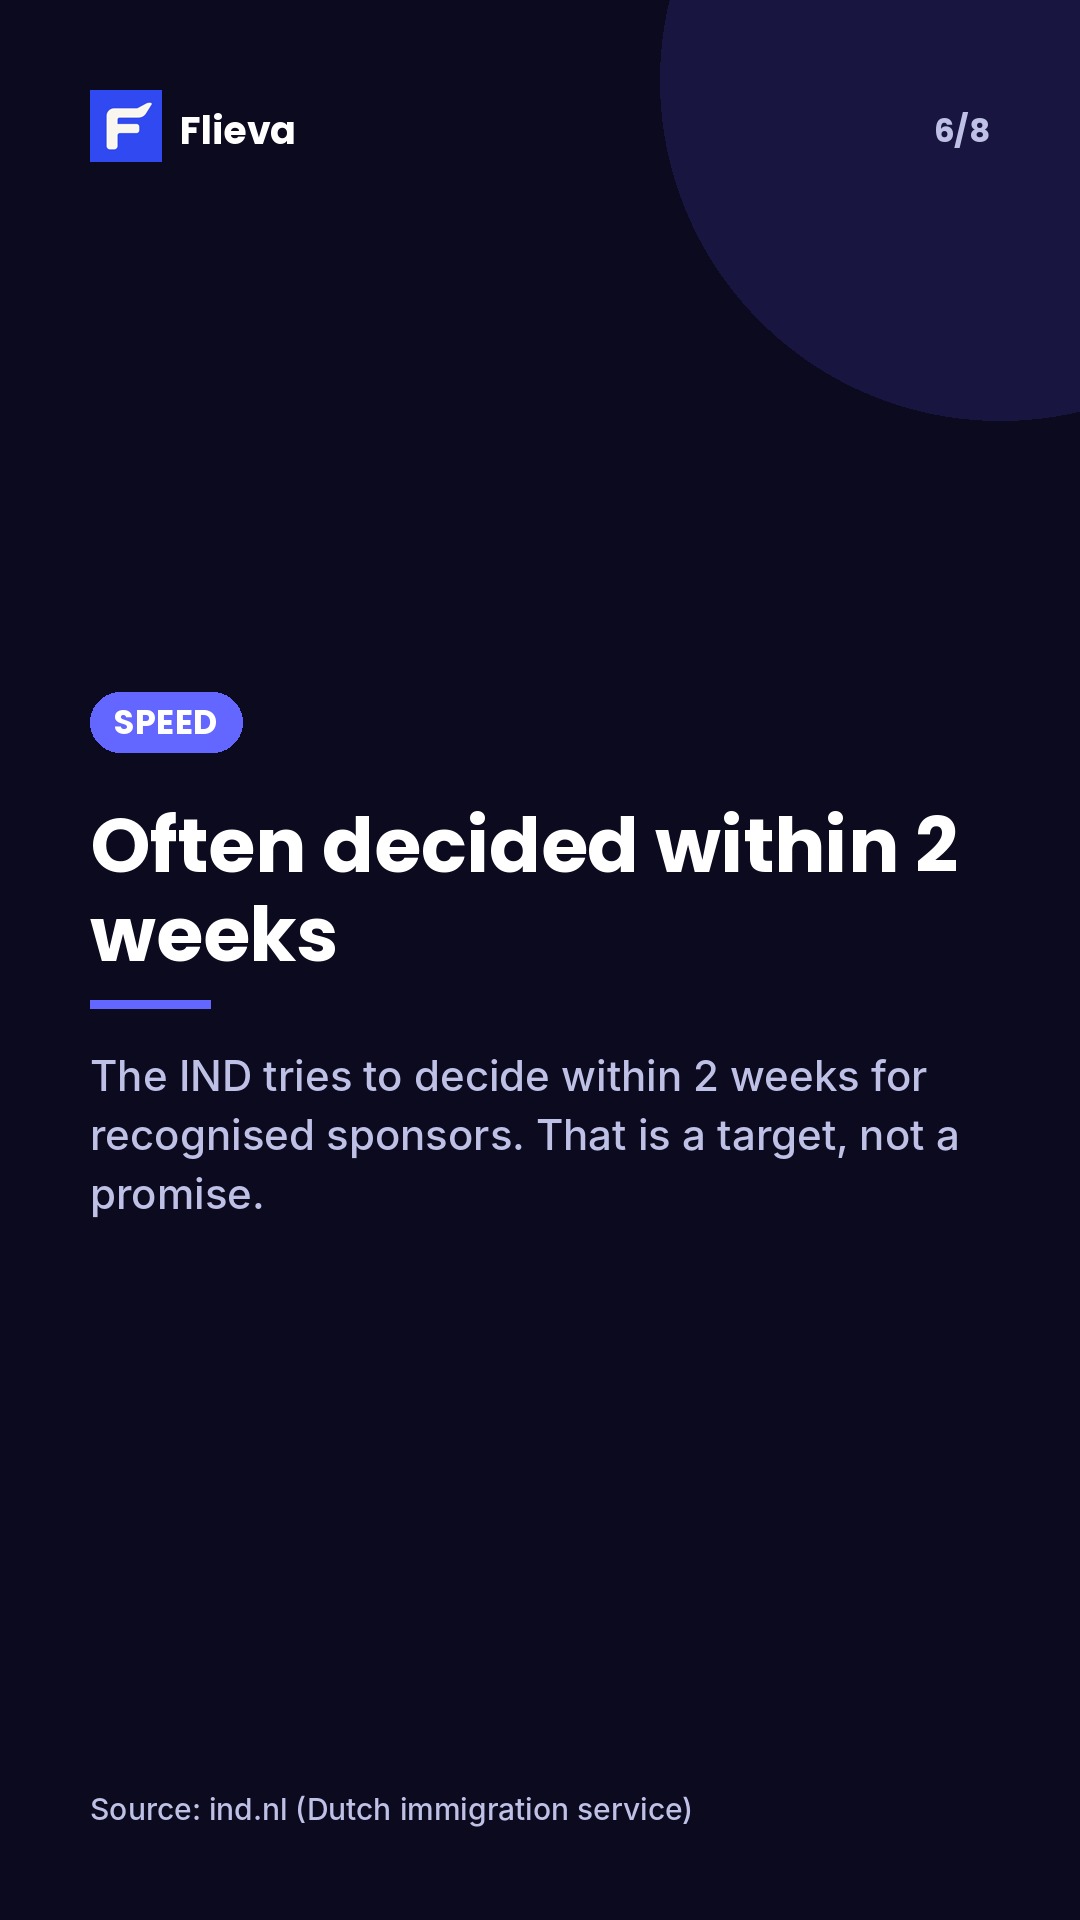 Flieva
6/8
SPEED
Often decided within 2
weeks
The IND tries to decide within 2 weeks for
recognised sponsors. That is a target, not a
promise.
Source: ind.nl (Dutch immigration service)